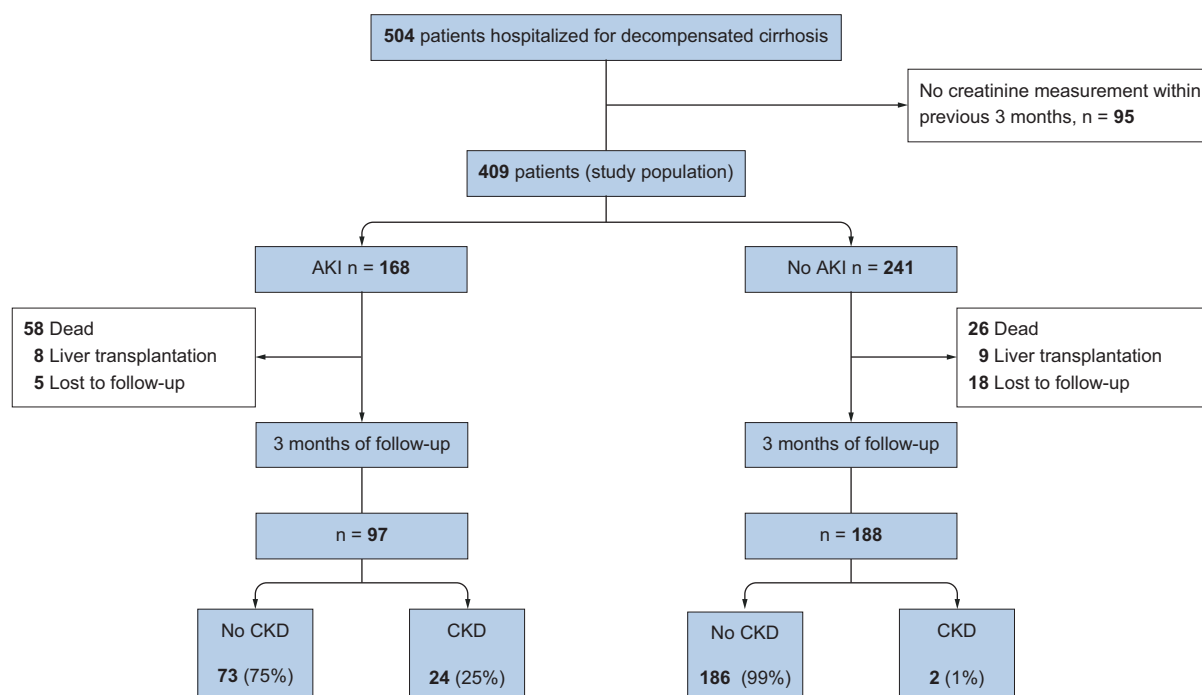 504 patients hospitalized for decompensated cirrhosis
No creatinine measurement within
previous 3 months, n = 95
409 patients (study population)
AKI n = 168
No AKI n = 241
58 Dead
8 Liver transplantation
5 Lost to follow-up
26 Dead
9 Liver transplantation
18 Lost to follow-up
3 months of follow-up
3 months of follow-up
n = 97
n = 188
No CKD
73 (75%)
CKD
24 (25%)
No CKD
186 (99%)
CKD
2 (1%)